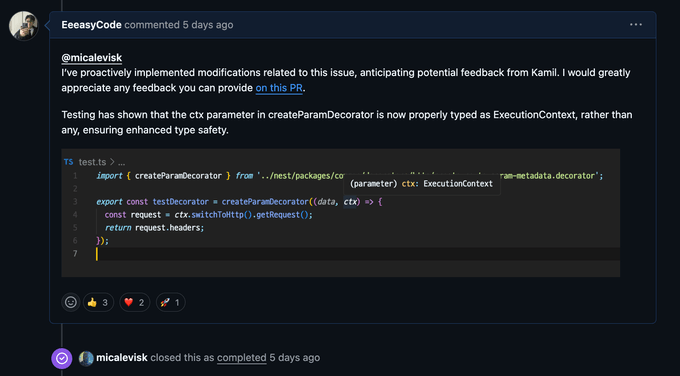 EeeasyCode commented 5 days ago
@micalevisk
I've proactively implemented modifications related to this issue, anticipating potential feedback from Kamil. I would greatly
appreciate any feedback you can provide on this PR.
Testing has shown that the ctx parameter in createParamDecorator is now properly typed as ExecutionContext, rather than
any, ensuring enhanced type safety.
TS test.ts > ...
1 import { createParamDecorator } from '../nest/packages/co
ram-metadata.decorator';
2 (parameter) ctx: ExecutionContext
3 export const testDecorator = createParamDecorator((data, ctx) => {
4 const request = ctx.switchToHttp().getRequest();
5 return request.headers;
6 });
7
👍 3 ❤️ 2 🚀 1
micalevisk closed this as completed 5 days ago